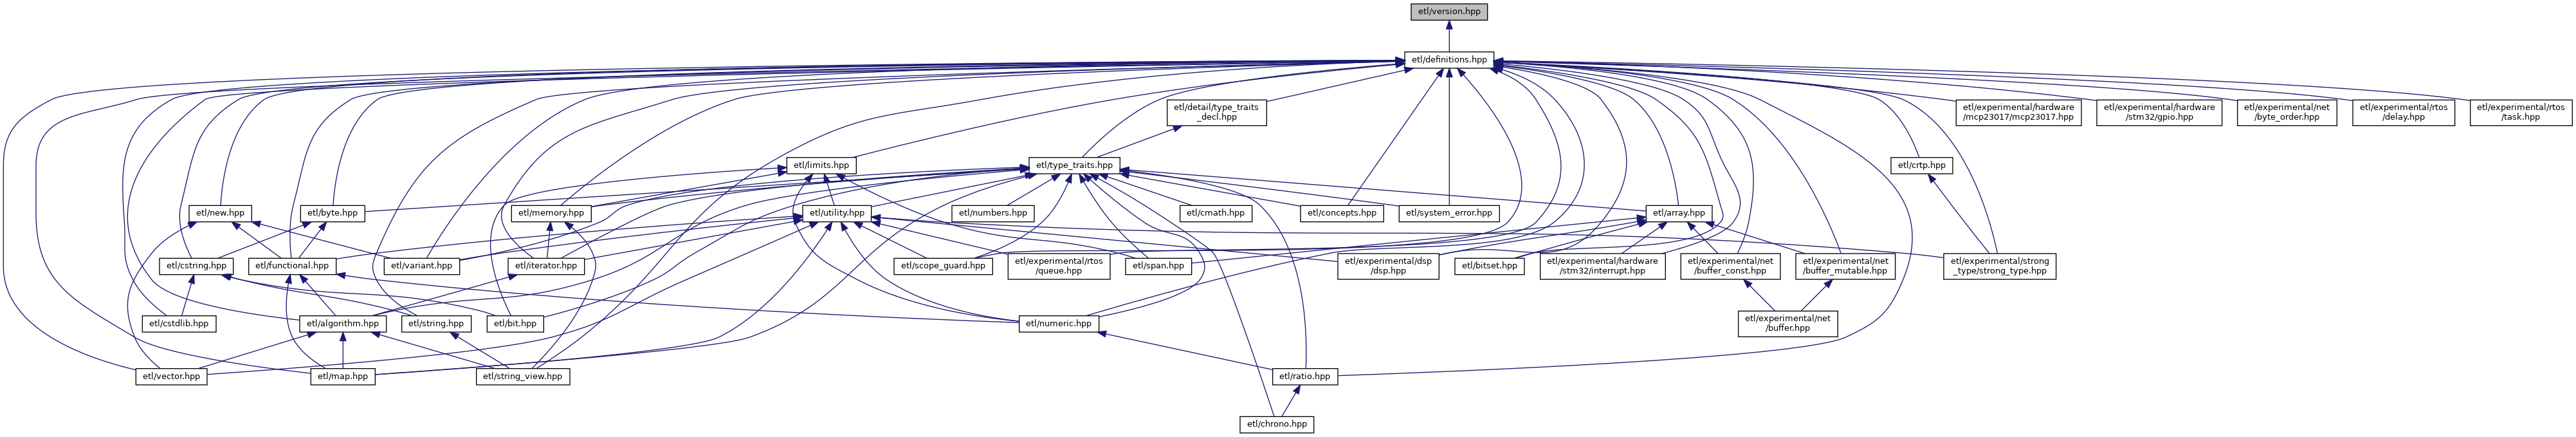 etl/version.hpp
etl/definitions.hpp
etl/detail/type_traits
_decl.hpp
etl/experimental/hardware
/mcp23017/mcp23017.hpp
etl/experimental/hardware
/stm32/gpio.hpp
etl/experimental/net
/byte_order.hpp
etl/experimental/rtos
/delay.hpp
etl/experimental/rtos
/task.hpp
etl/limits.hpp
etl/type_traits.hpp
etl/crtp.hpp
etl/new.hpp
etl/byte.hpp
etl/memory.hpp
etl/utility.hpp
etl/numbers.hpp
etl/cmath.hpp
etl/concepts.hpp
etl/system_error.hpp
etl/array.hpp
etl/cstring.hpp
etl/functional.hpp
etl/variant.hpp
etl/iterator.hpp
etl/scope_guard.hpp
etl/experimental/rtos
/queue.hpp
etl/span.hpp
etl/experimental/dsp
/dsp.hpp
etl/bitset.hpp
etl/experimental/hardware
/stm32/interrupt.hpp
etl/experimental/net
/buffer_const.hpp
etl/experimental/net
/buffer_mutable.hpp
etl/experimental/strong
_type/strong_type.hpp
etl/cstdlib.hpp
etl/algorithm.hpp
etl/string.hpp
etl/bit.hpp
etl/numeric.hpp
etl/experimental/net
/buffer.hpp
etl/vector.hpp
etl/map.hpp
etl/string_view.hpp
etl/ratio.hpp
etl/chrono.hpp